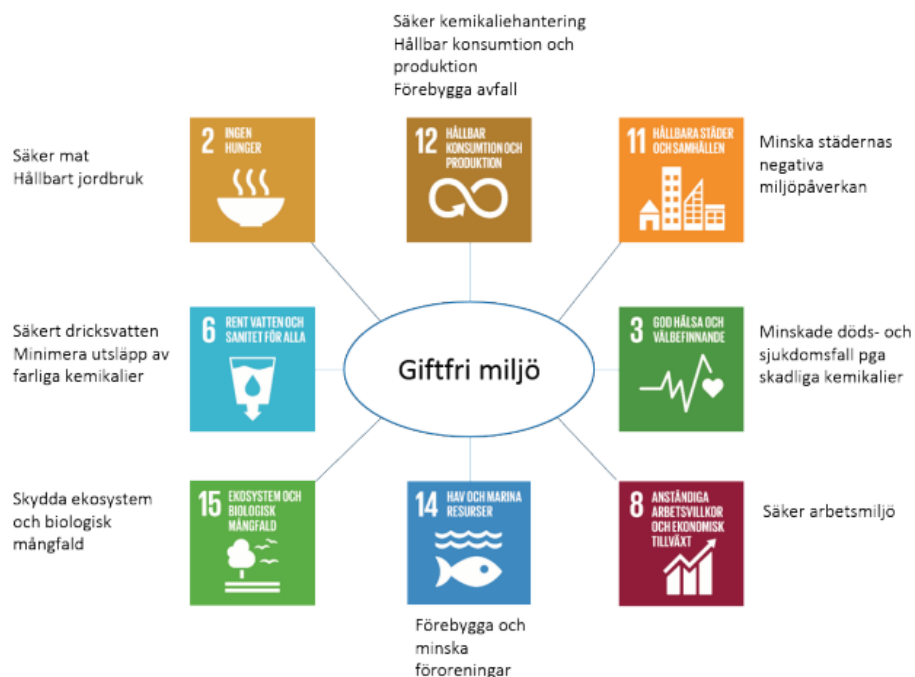 Säker kemikaliehantering
Hållbar konsumtion och
produktion
Förebygga avfall
Säker mat
Hållbart jordbruk
2 INGEN
HUNGER
12 HÅLLBAR
KONSUMTION OCH
PRODUKTION
11 HÅLLBARA STÄDER
OCH SAMHÄLLEN
Minska städernas
negativa
miljöpåverkan
Säkert dricksvatten
Minimera utsläpp av
farliga kemikalier
6 RENT VATTEN OCH
SANITET FÖR ALLA
Giftfri miljö
3 GOD HÄLSA OCH
VÄLBEFINNANDE
Minskade döds- och
sjukdomsfall pga
skadliga kemikalier
Skydda ekosystem
och biologisk
mångfald
15 EKOSYSTEM OCH
BIOLOGISK
MÅNGFALD
14 HAV OCH MARINA
RESURSER
8 ANSTÄNDIGA
ARBETSVILLKOR
OCH EKONOMISK
TILLVÄXT
Säker arbetsmiljö
Förebygga och
minska
föroreningar